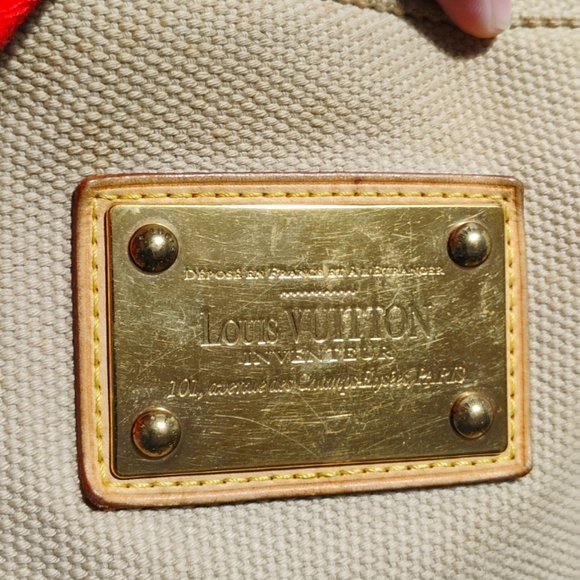 DÉPOSÉ EN FRANCE ET A L'ÉTRANGER
LOUIS VUITTON
INVENTEUR
101, avenue des Champs-Elysées PARIS